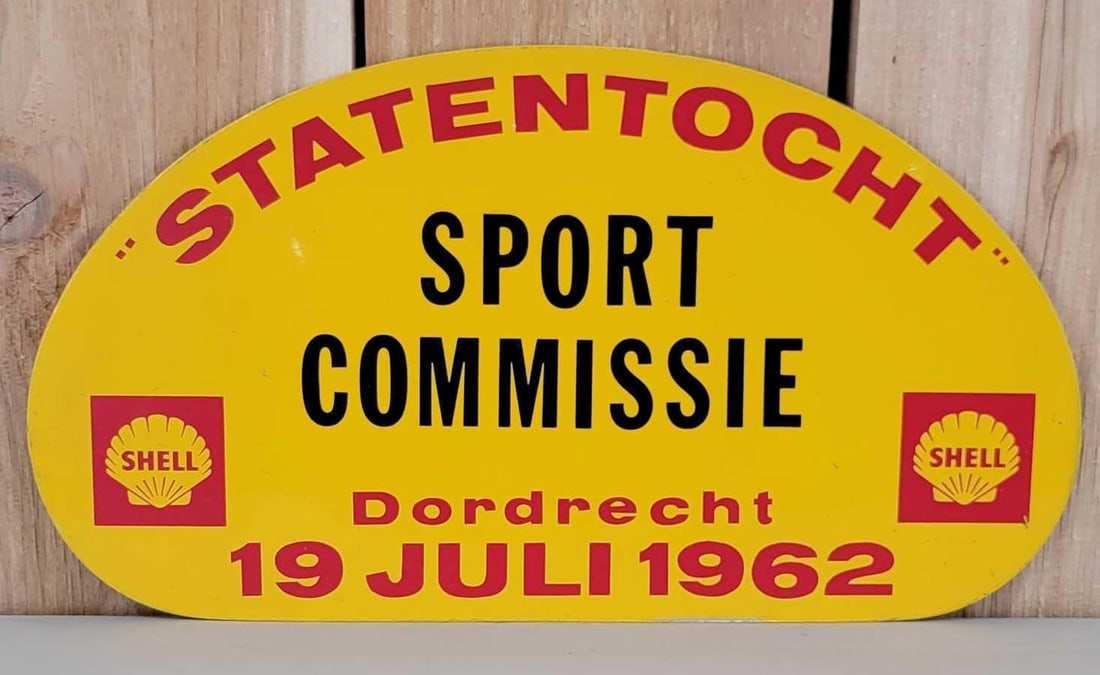 "STATENTOCHT"
SPORT
COMMISSIE
SHELL
SHELL
Dordrecht
19 JULI 1962